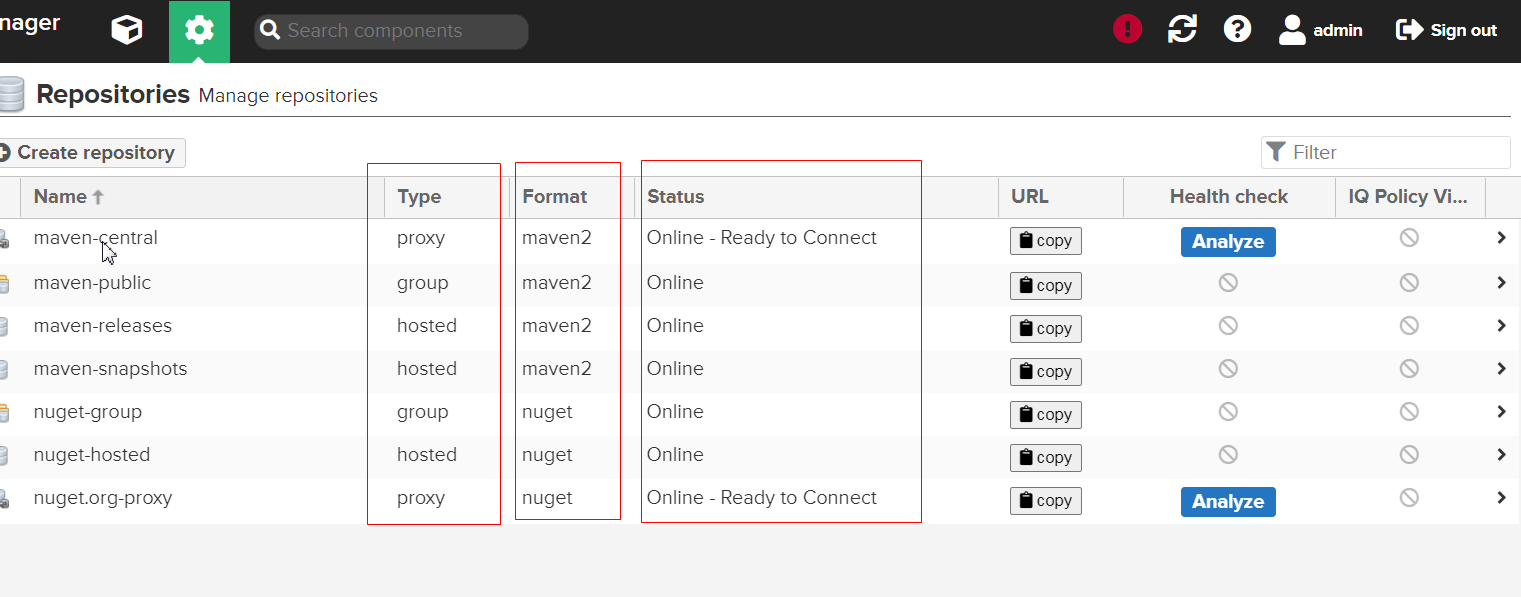 nager Search components admin Sign out
Repositories Manage repositories
Create repository Filter
Name Type Format Status URL Health check IQ Policy Vi...
maven-central proxy maven2 Online - Ready to Connect copy Analyze
maven-public group maven2 Online copy
maven-releases hosted maven2 Online copy
maven-snapshots hosted maven2 Online copy
nuget-group group nuget Online copy
nuget-hosted hosted nuget Online copy
nuget.org-proxy proxy nuget Online - Ready to Connect copy Analyze